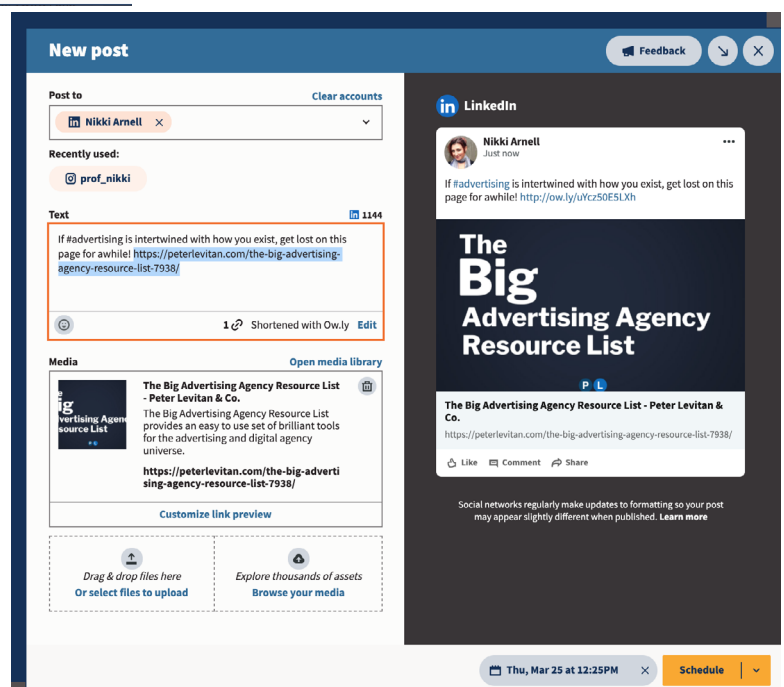 New post
Feedback
Post to
Clear accounts
in Nikki Arnell
Recently used:
prof_nikki
Text
in 1144
If #advertising is intertwined with how you exist, get lost on this
page for awhile! https://peterlevitan.com/the-big-advertising-
agency-resource-list-7938/
1 Shortened with Ow.ly Edit
Media
Open media library
ig
vertising Agen
source List
The Big Advertising Agency Resource List
- Peter Levitan & Co.
The Big Advertising Agency Resource List
provides an easy to use set of brilliant tools
for the advertising and digital agency
universe.
https://peterlevitan.com/the-big-adverti
sing-agency-resource-list-7938/
Customize link preview
Drag & drop files here
Or select files to upload
Explore thousands of assets
Browse your media
in LinkedIn
Nikki Arnell
Just now
If #advertising is intertwined with how you exist, get lost on this
page for awhile! http://ow.ly/uYcz50E5LXh
The
Big
Advertising Agency
Resource List
P L
The Big Advertising Agency Resource List - Peter Levitan &
Co.
https://peterlevitan.com/the-big-advertising-agency-resource-list-7938/
Like Comment Share
Social networks regularly make updates to formatting so your post
may appear slightly different when published. Learn more
Thu, Mar 25 at 12:25PM
Schedule